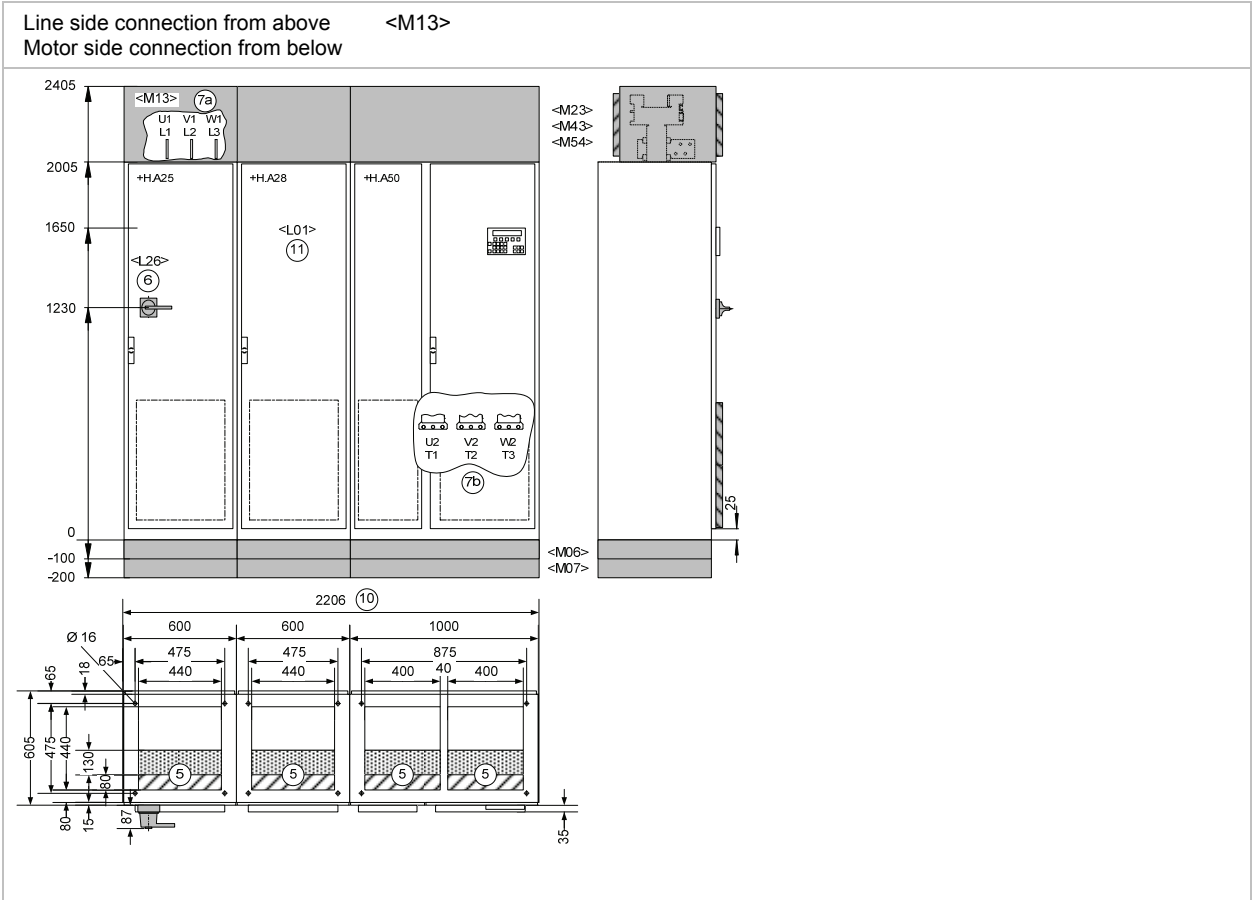 Line side connection from above <M13>
Motor side connection from below
2405
<M13> 7a
U1 V1 W1
L1 L2 L3
<M23>
<M43>
<M54>
2005
+H.A25 +H.A28 +H.A50
1650
<L01>
11
<L26>
6
1230
U2 V2 W2
T1 T2 T3
7b
25
0
-100
-200
<M06>
<M07>
2206 10
600 600 1000
Ø 16
65 475 475 875
440 440 400 40 400
65
18
605
475
440
130
80
5 5 5 5
80
15
87
35